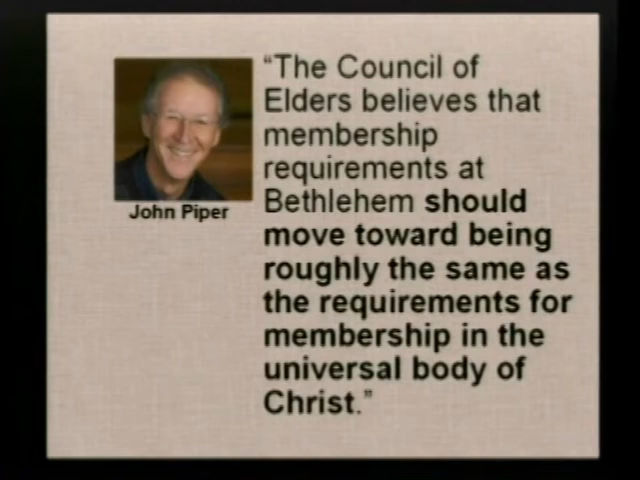 John Piper
“The Council of
Elders believes that
membership
requirements at
Bethlehem should
move toward being
roughly the same as
the requirements for
membership in the
universal body of
Christ.”